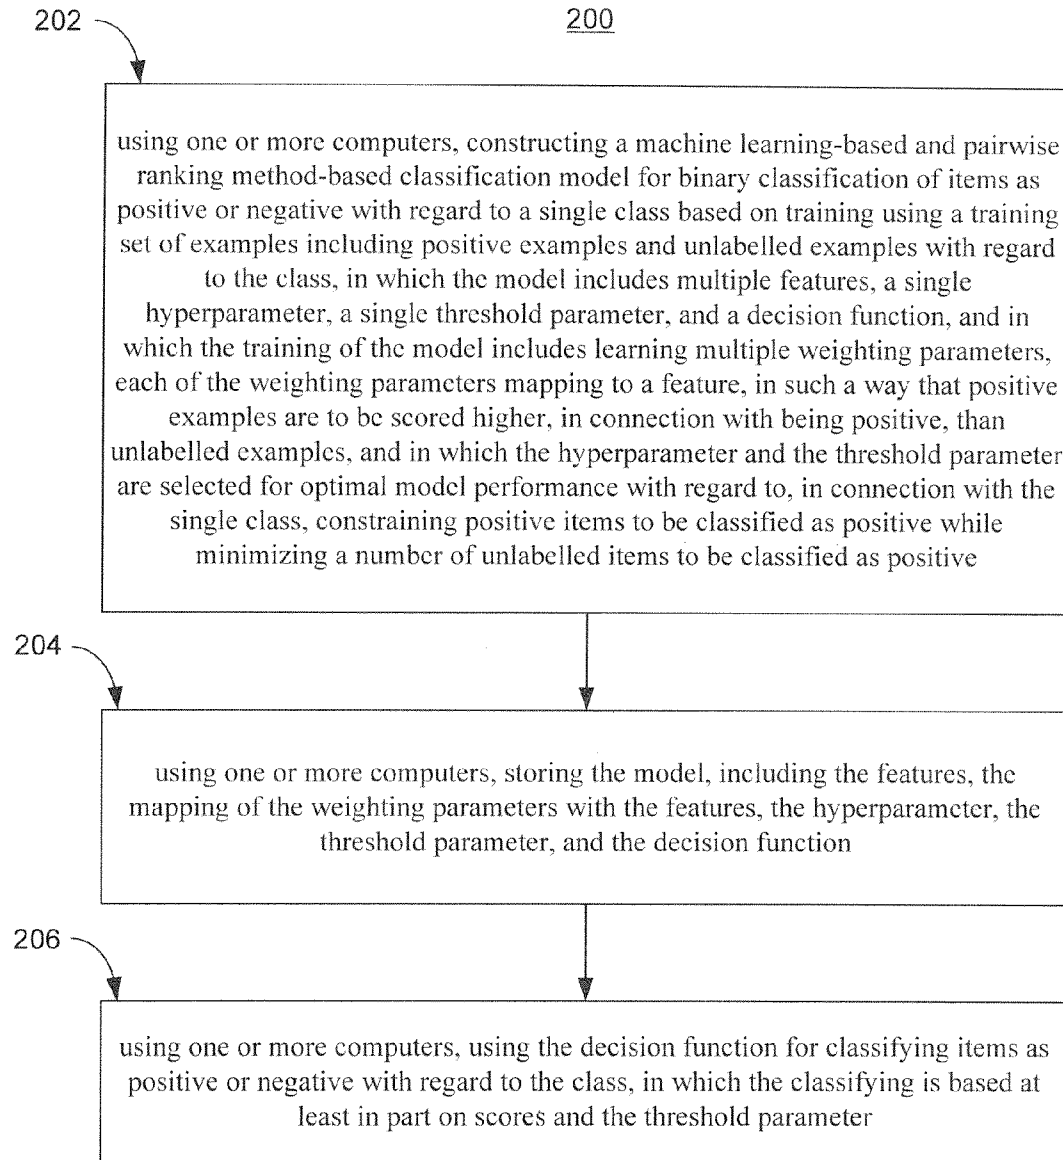 202
200
using one or more computers, constructing a machine learning-based and pairwise
ranking method-based classification model for binary classification of items as
positive or negative with regard to a single class based on training using a training
set of examples including positive examples and unlabelled examples with regard
to the class, in which the model includes multiple features, a single
hyperparameter, a single threshold parameter, and a decision function, and in
which the training of the model includes learning multiple weighting parameters,
each of the weighting parameters mapping to a feature, in such a way that positive
examples are to be scored higher, in connection with being positive, than
unlabelled examples, and in which the hyperparameter and the threshold parameter
are selected for optimal model performance with regard to, in connection with the
single class, constraining positive items to be classified as positive while
minimizing a number of unlabelled items to be classified as positive
204
using one or more computers, storing the model, including the features, the
mapping of the weighting parameters with the features, the hyperparameter, the
threshold parameter, and the decision function
206
using one or more computers, using the decision function for classifying items as
positive or negative with regard to the class, in which the classifying is based at
least in part on scores and the threshold parameter